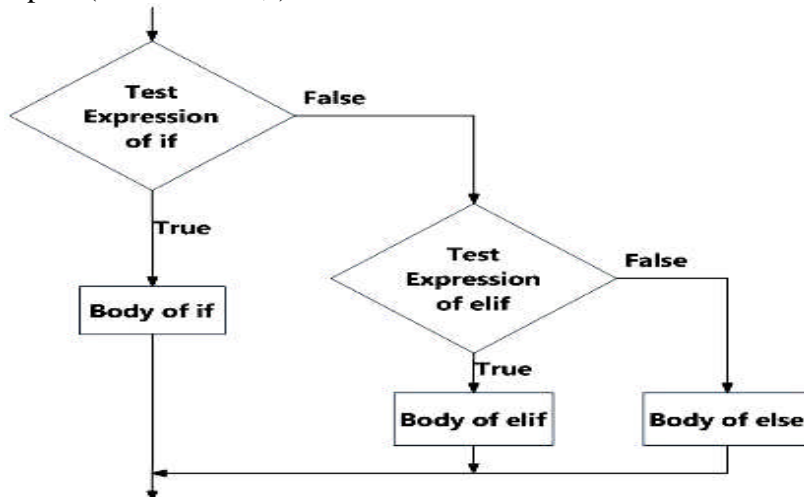 Test
Expression
of if
False
True
Test
Expression
of elif
False
Body of if
True
Body of elif
Body of else